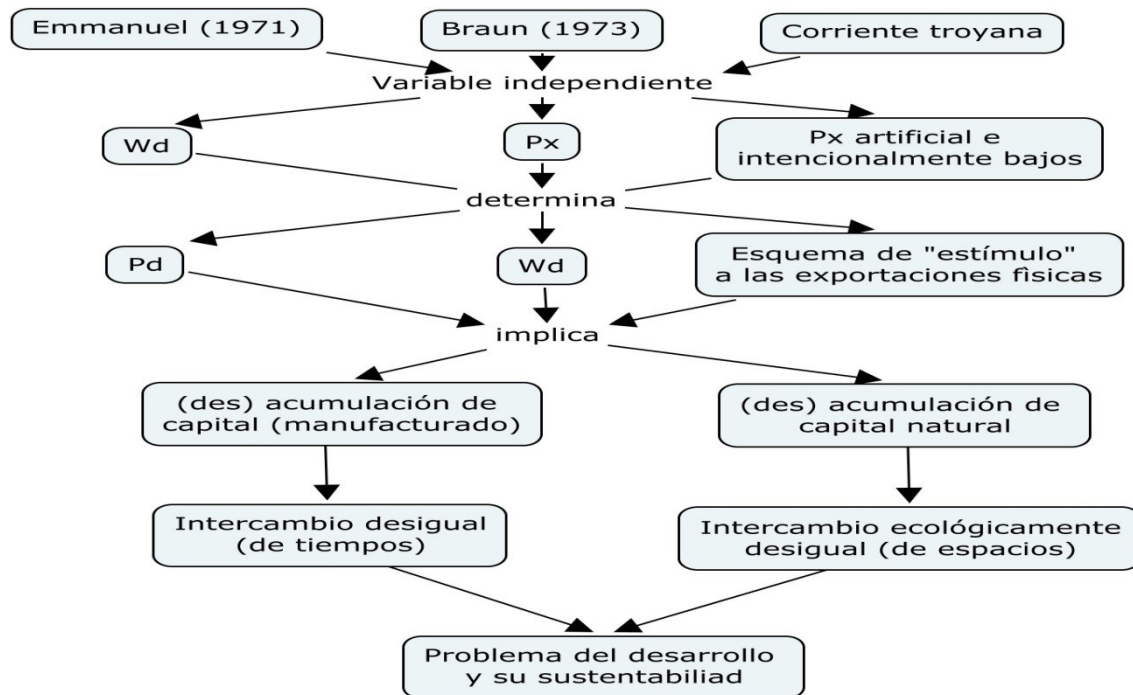 Emmanuel (1971)
Braun (1973)
Corriente troyana
Variable independiente
Wd
Px
Px artificial e
intencionalmente bajos
determina
Pd
Wd
Esquema de "estímulo"
a las exportaciones fìsicas
implica
(des) acumulación de
capital (manufacturado)
(des) acumulación de
capital natural
Intercambio desigual
(de tiempos)
Intercambio ecológicamente
desigual (de espacios)
Problema del desarrollo
y su sustentabiliad